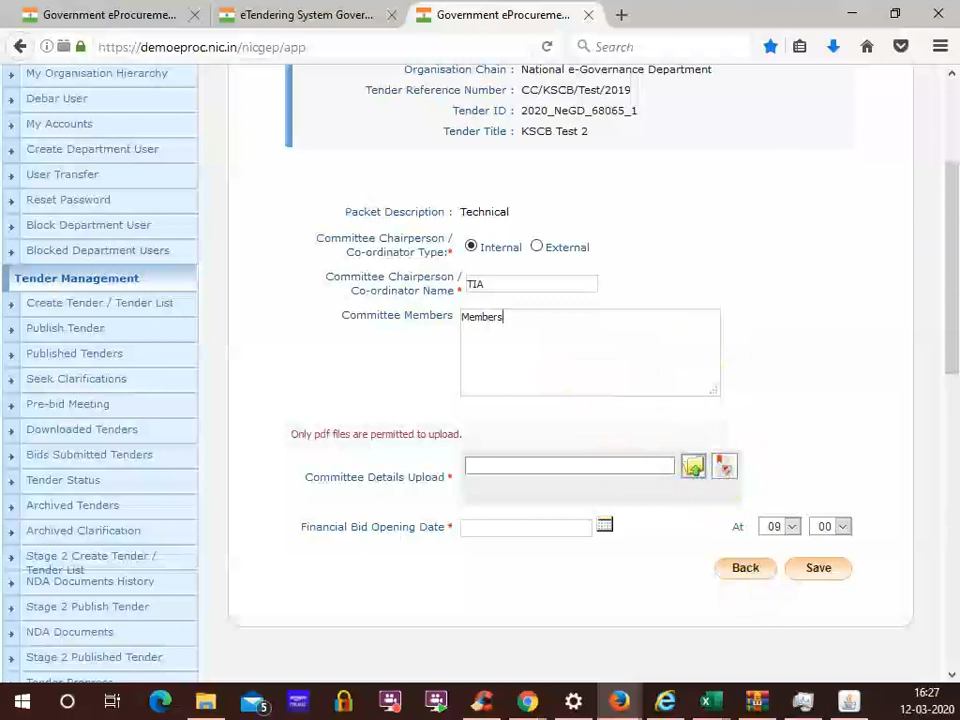 Government eProcureme...
eTendering System Gover...
Government eProcureme...
https://demoeproc.nic.in/nicgep/app
Search
My Organisation Hierarchy
Debar User
My Accounts
Create Department User
User Transfer
Reset Password
Block Department User
Blocked Department Users
Tender Management
Create Tender / Tender List
Publish Tender
Published Tenders
Seek Clarifications
Pre-bid Meeting
Downloaded Tenders
Bids Submitted Tenders
Tender Status
Archived Tenders
Archived Clarification
Stage 2 Create Tender /
Tender List
NDA Documents History
Stage 2 Publish Tender
NDA Documents
Stage 2 Published Tender
Organisation Chain : National e-Governance Department
Tender Reference Number : CC/KSCB/Test/2019
Tender ID : 2020_NeGD_68065_1
Tender Title : KSCB Test 2
Packet Description : Technical
Committee Chairperson /
Co-ordinator Type:* Internal External
Committee Chairperson /
Co-ordinator Name * TIA
Committee Members Members
Only pdf files are permitted to upload.
Committee Details Upload *
Financial Bid Opening Date * At 09 00
Back Save
5
16:27
12-03-2020